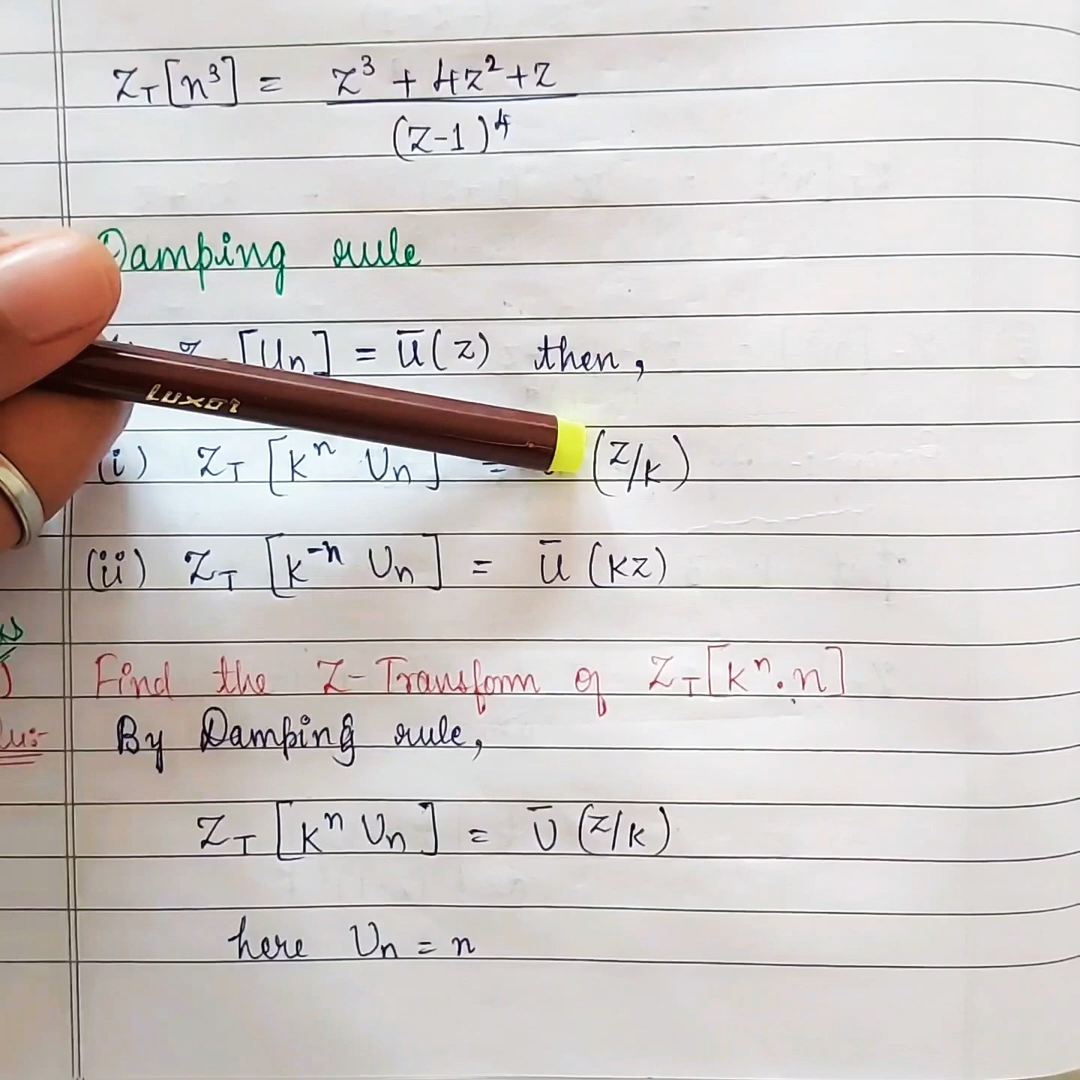 Z_T[n³] = z³ + 4z² + z / (z-1)⁴
Damping rule
[Un] = ū(z) then,
LUXOR
(i) Z_T [kⁿ Un] = (z/k)
(ii) Z_T [k⁻ⁿ Un] = ū (kz)
Find the Z-Transform of Z_T[kⁿ.n]
By Damping rule,
Z_T [kⁿ Un] = Ū (z/k)
here Un = n